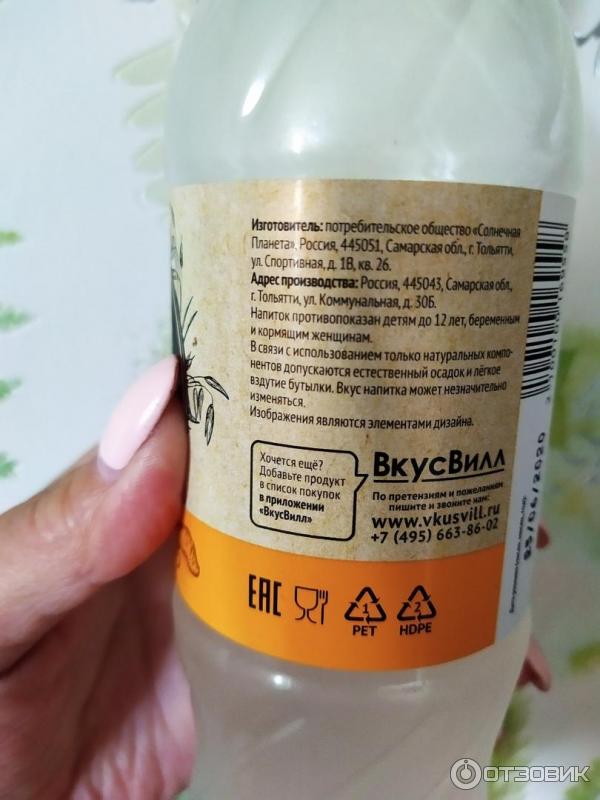 Изготовитель: потребительское общество «Солнечная
Планета». Россия, 445051, Самарская обл., г. Тольятти,
ул. Спортивная, д. 1В, кв. 26.
Адрес производства: Россия, 445043, Самарская обл.,
г. Тольятти, ул. Коммунальная, д. 30Б.
Напиток противопоказан детям до 12 лет, беременным
и кормящим женщинам.
В связи с использованием только натуральных компо-
нентов допускаются естественный осадок и лёгкое
вздутие бутылки. Вкус напитка может незначительно
изменяться.
Изображения являются элементами дизайна.
Хочется ещё?
Добавьте продукт
в список покупок
в приложении
«ВкусВилл»
ВкусВилл
По претензиям и пожеланиям
пишите и звоните нам:
www.vkusvill.ru
+7 (495) 663-86-02
EAC
1
PET
2
HDPE
25/06/2020
ОТЗОВИК